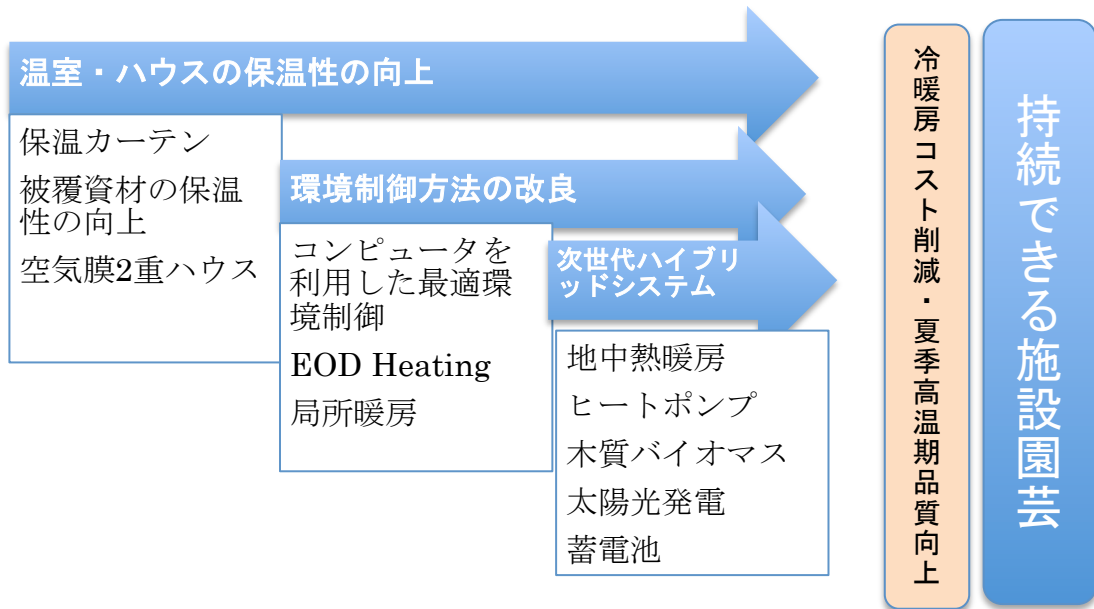 温室・ハウスの保温性の向上
保温カーテン
被覆資材の保温
性の向上
空気膜2重ハウス
環境制御方法の改良
コンピュータを
利用した最適環
境制御
EOD Heating
局所暖房
次世代ハイブリ
ッドシステム
地中熱暖房
ヒートポンプ
木質バイオマス
太陽光発電
蓄電池
冷暖房コスト削減・夏季高温期品質向上
持続できる施設園芸